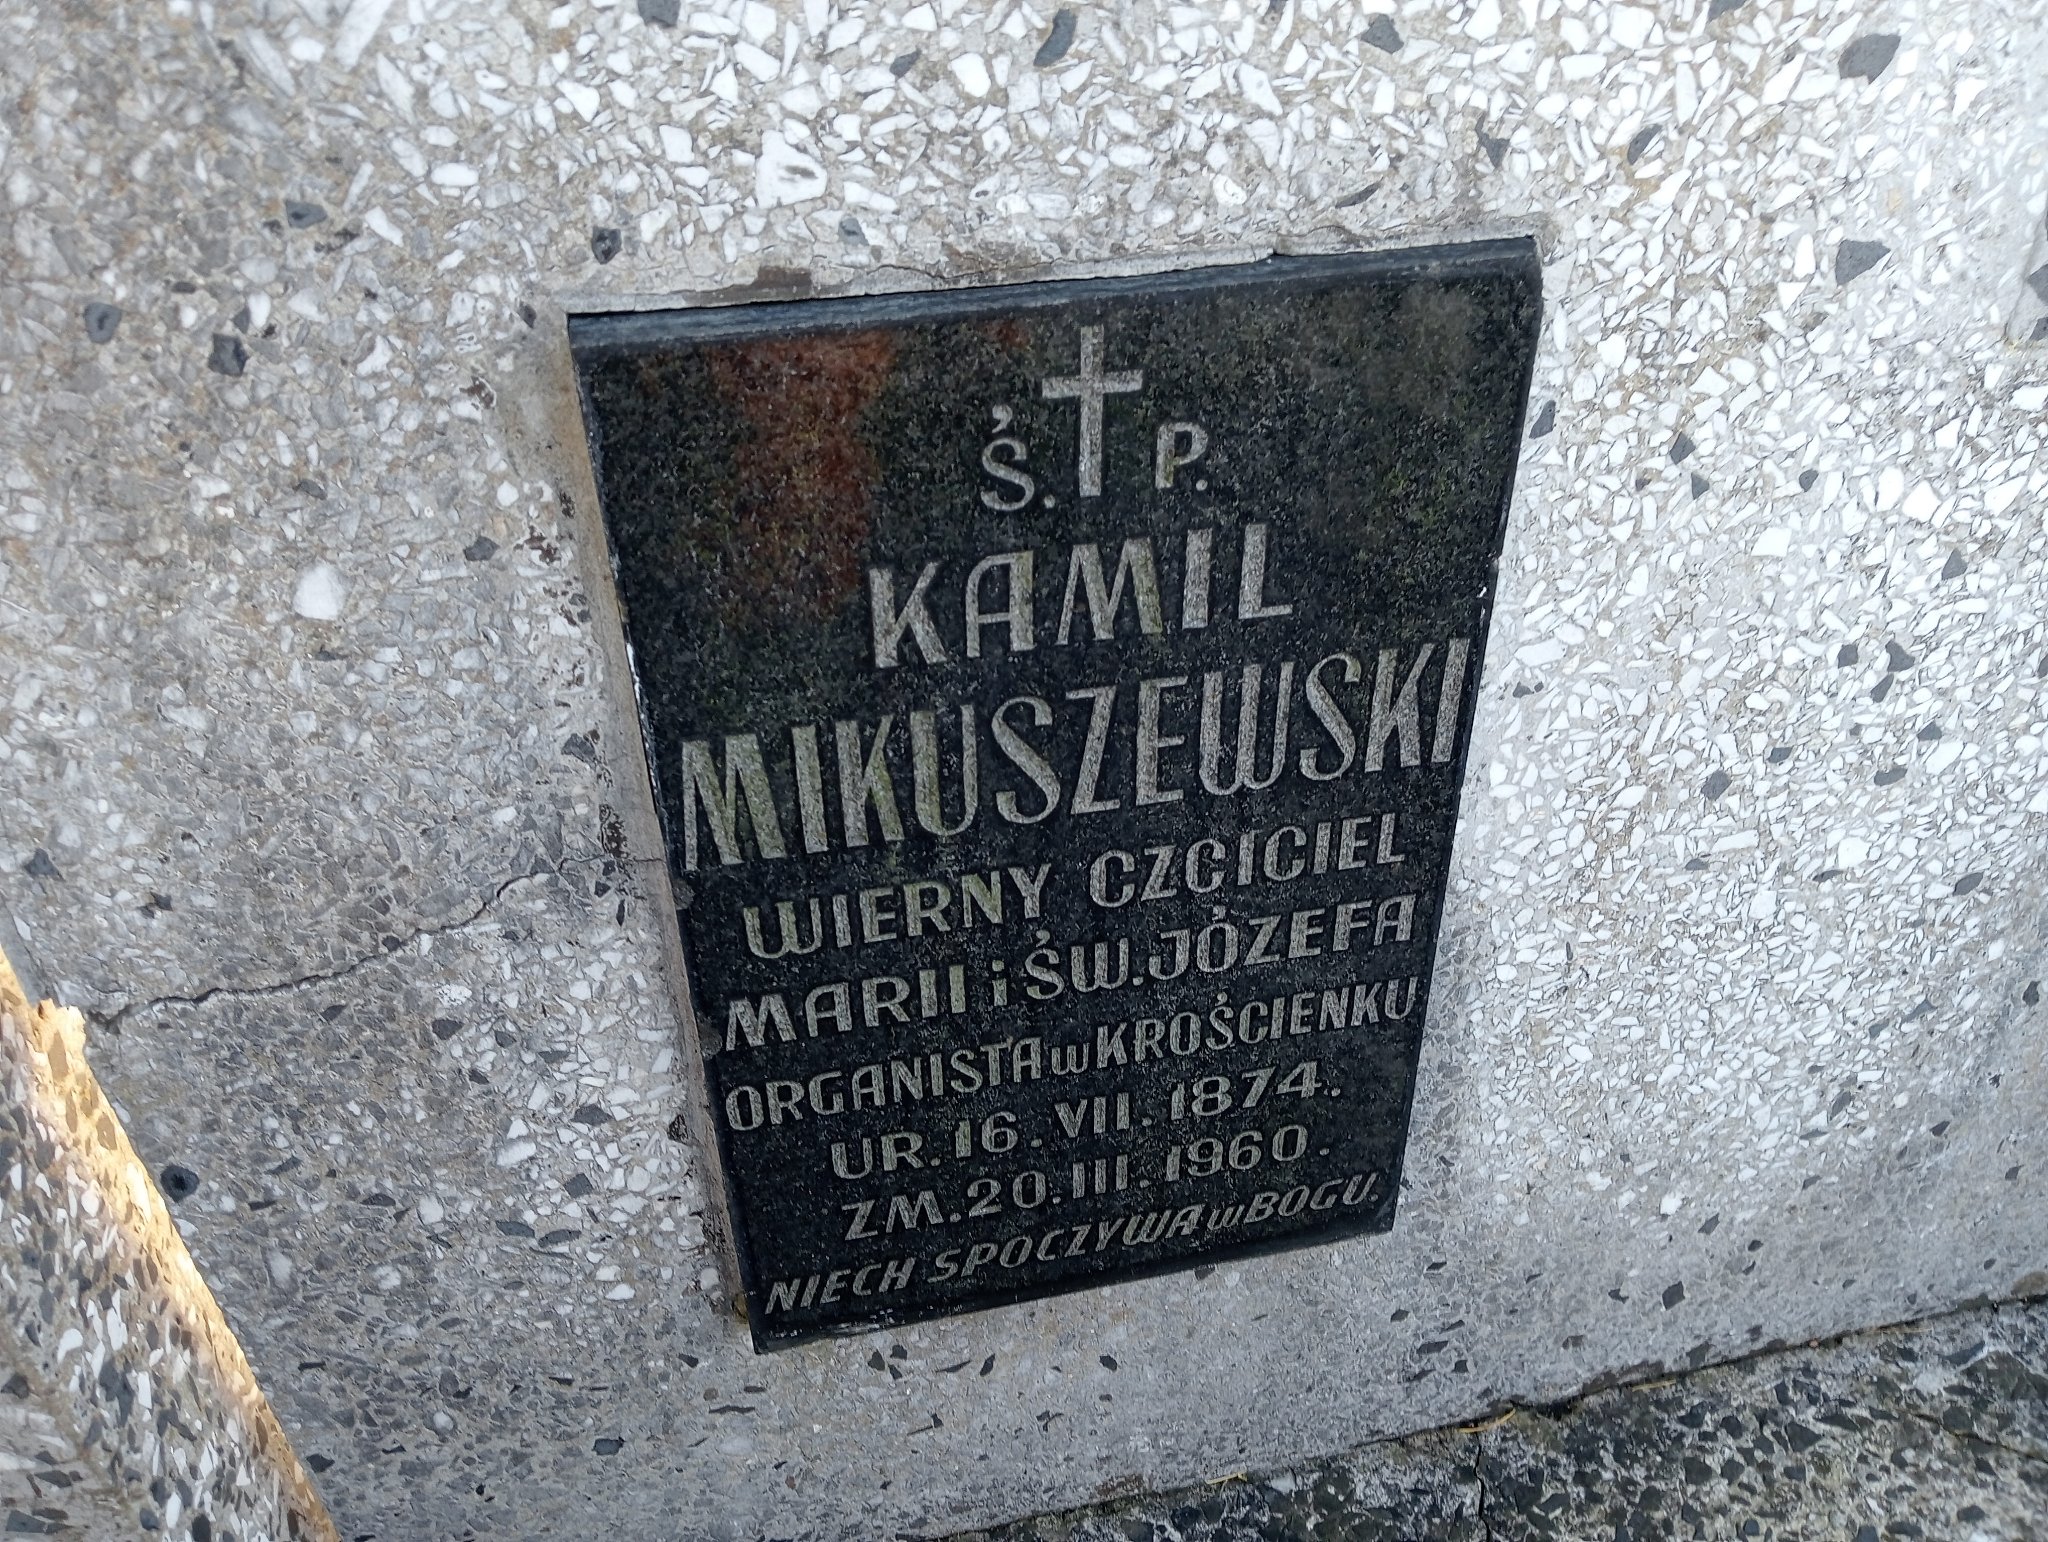 Ś. P.
KAMIL
MIKUSZEWSKI
WIERNY CZCICIEL
MARII i ŚW. JÓZEFA
ORGANISTA w KROŚCIENKU
UR. 16. VII. 1874.
ZM. 20. III. 1960.
NIECH SPOCZYWA w BOGU.